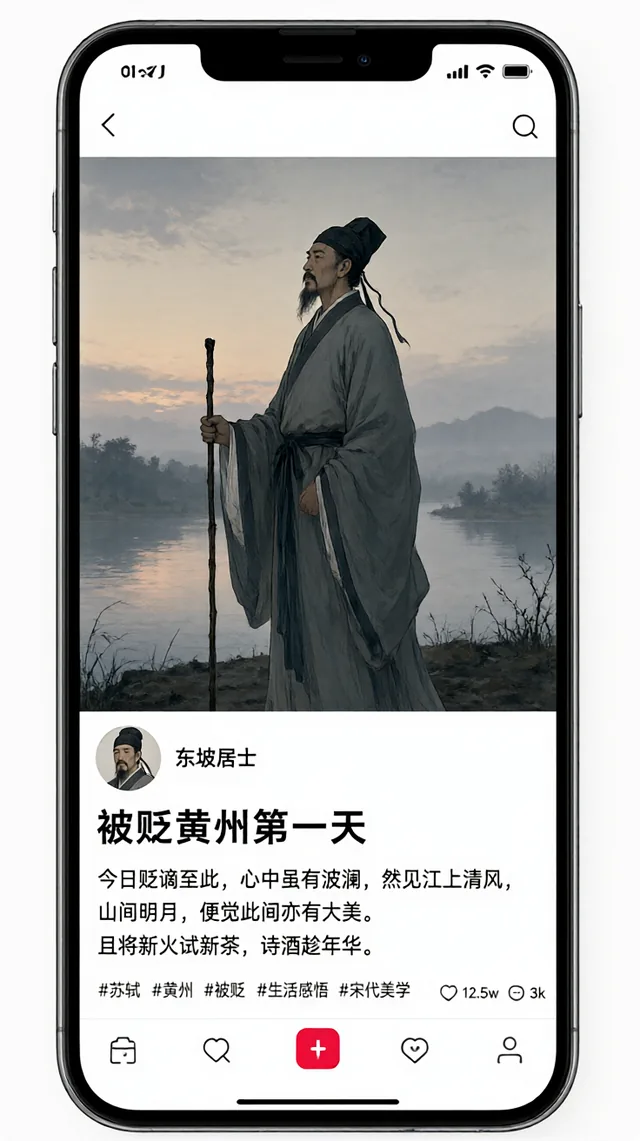 东坡居士
被贬黄州第一天
今日贬谪至此，心中虽有波澜，然见江上清风，
山间明月，便觉此间亦有大美。
且将新火试新茶，诗酒趁年华。
#苏轼 #黄州 #被贬 #生活感悟 #宋代美学 12.5w 3k